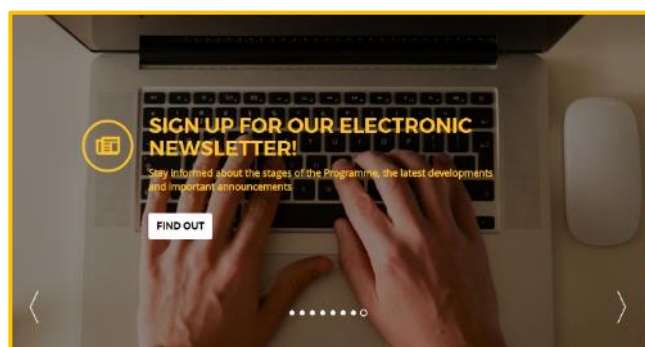 SIGN UP FOR OUR ELECTRONIC
NEWSLETTER!
Stay informed about the stages of the Programme, the latest developments
and important announcements
FIND OUT